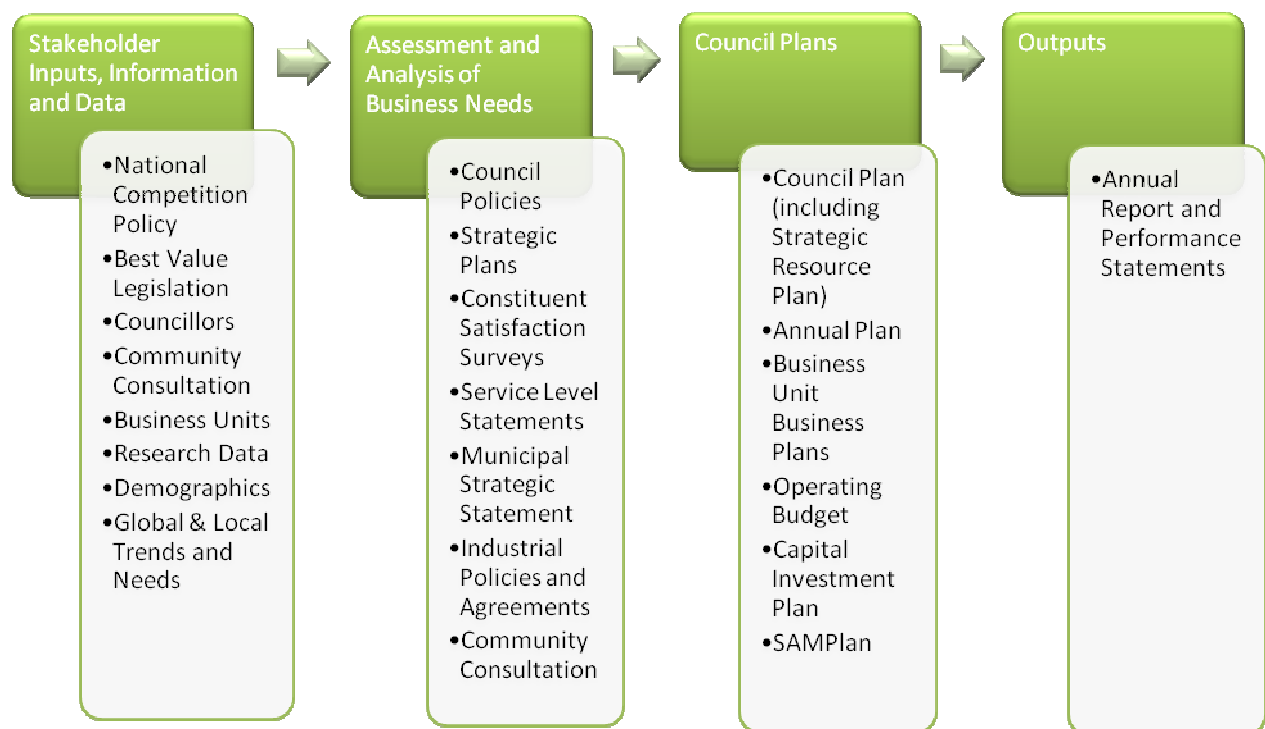 Stakeholder
Inputs, Information
and Data
•National
Competition
Policy
•Best Value
Legislation
•Councillors
•Community
Consultation
•Business Units
•Research Data
•Demographics
•Global & Local
Trends and
Needs
Assessment and
Analysis of
Business Needs
•Council
Policies
•Strategic
Plans
•Constituent
Satisfaction
Surveys
•Service Level
Statements
•Municipal
Strategic
Statement
•Industrial
Policies and
Agreements
•Community
Consultation
Council Plans
•Council Plan
(including
Strategic
Resource
Plan)
•Annual Plan
•Business
Unit
Business
Plans
•Operating
Budget
•Capital
Investment
Plan
•SAMPlan
Outputs
•Annual
Report and
Performance
Statements